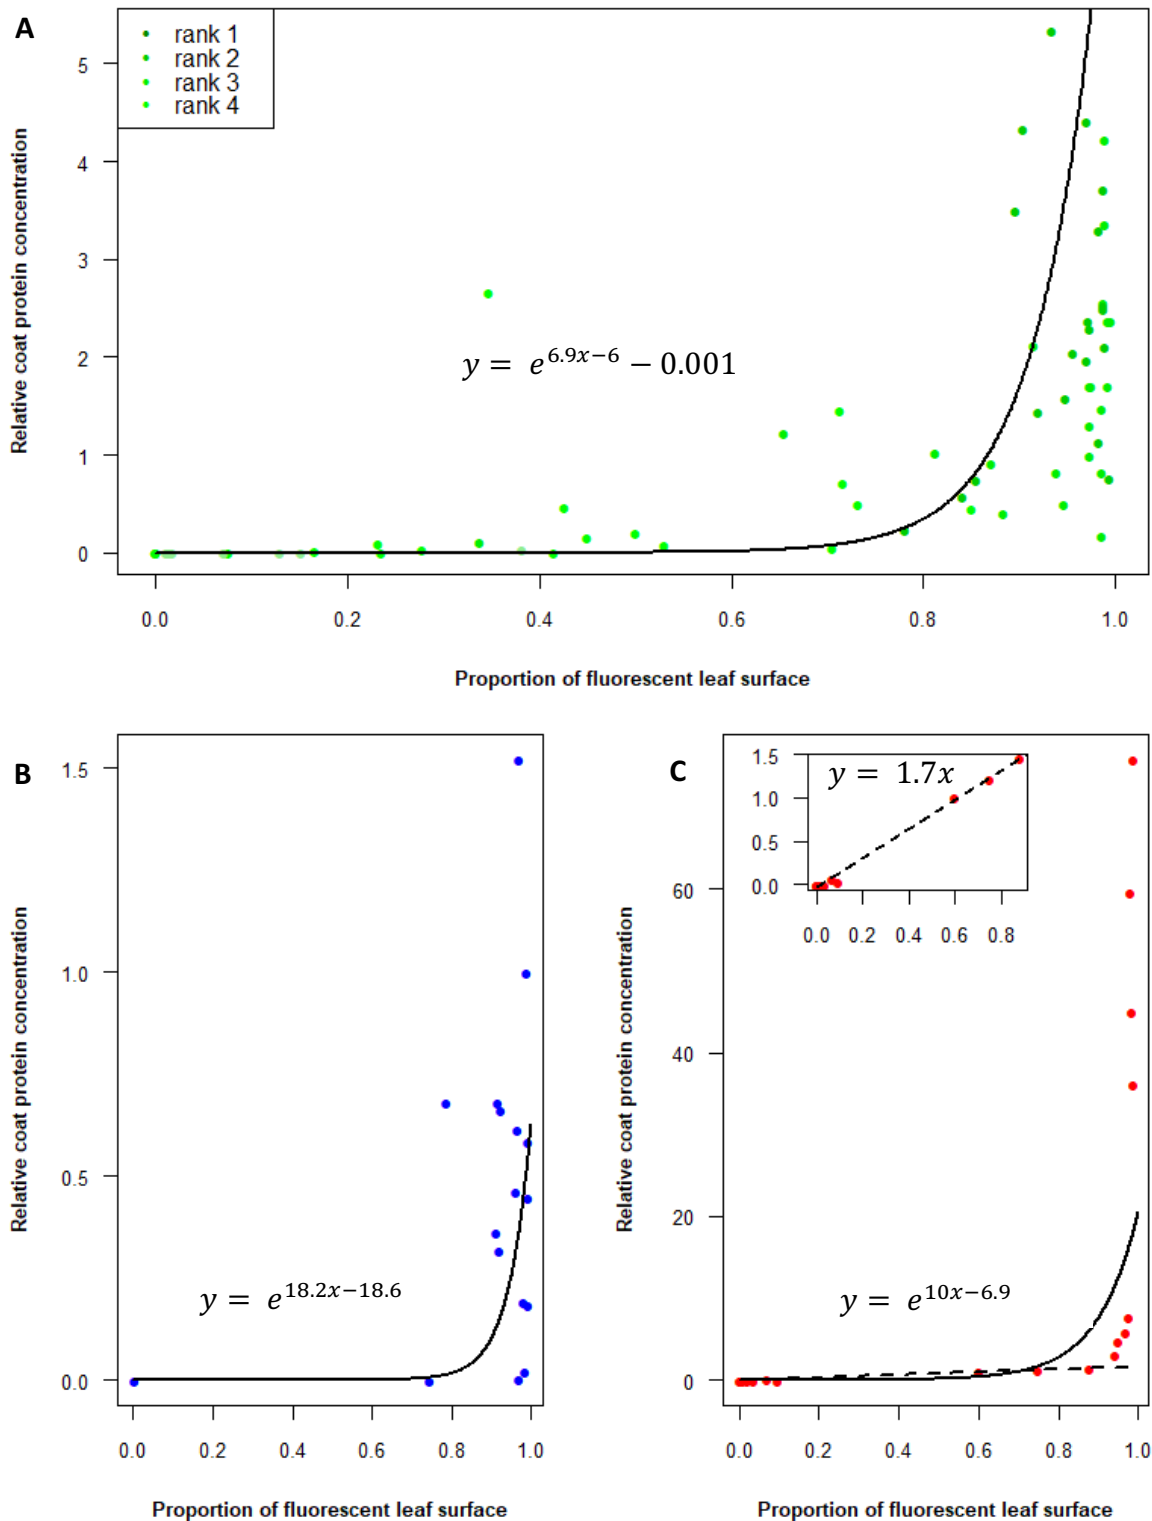 A
rank 1
rank 2
rank 3
rank 4
Relative coat protein concentration
5
4
3
2
1
0
y = e^{6.9x−6} − 0.001
0.0 0.2 0.4 0.6 0.8 1.0
Proportion of fluorescent leaf surface
B
Relative coat protein concentration
1.5
1.0
0.5
0.0
y = e^{18.2x−18.6}
0.0 0.2 0.4 0.6 0.8 1.0
Proportion of fluorescent leaf surface
C
Relative coat protein concentration
60
40
20
0
y = 1.7x
1.5
1.0
0.5
0.0
0.0 0.2 0.4 0.6 0.8
y = e^{10x−6.9}
0.0 0.2 0.4 0.6 0.8 1.0
Proportion of fluorescent leaf surface